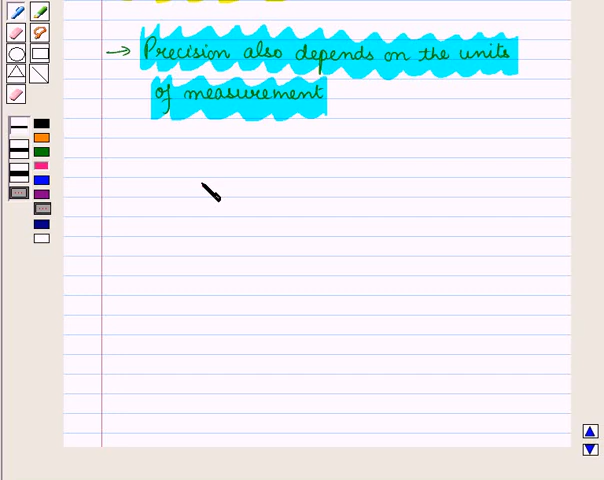 → Precision also depends on the units
of measurement